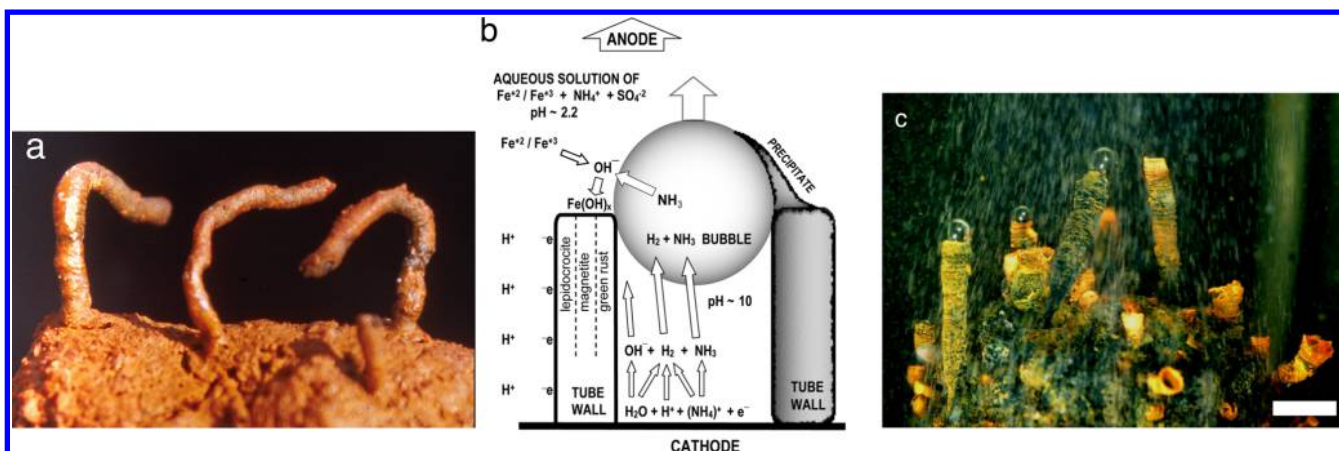 a
b
ANODE
AQUEOUS SOLUTION OF
Fe⁺² / Fe⁺³ + NH₄⁺ + SO₄⁻²
pH ~ 2.2
Fe⁺² / Fe⁺³
OH⁻
NH₃
Fe(OH)ₓ
PRECIPITATE
H₂ + NH₃ BUBBLE
H⁺ ⁻e
H⁺ ⁻e
H⁺ ⁻e
H⁺ ⁻e
lepidocrocite
magnetite
green rust
pH ~ 10
OH⁻ + H₂ + NH₃
TUBE
WALL
H₂O + H⁺ + (NH₄)⁺ + e⁻
TUBE
WALL
CATHODE
c